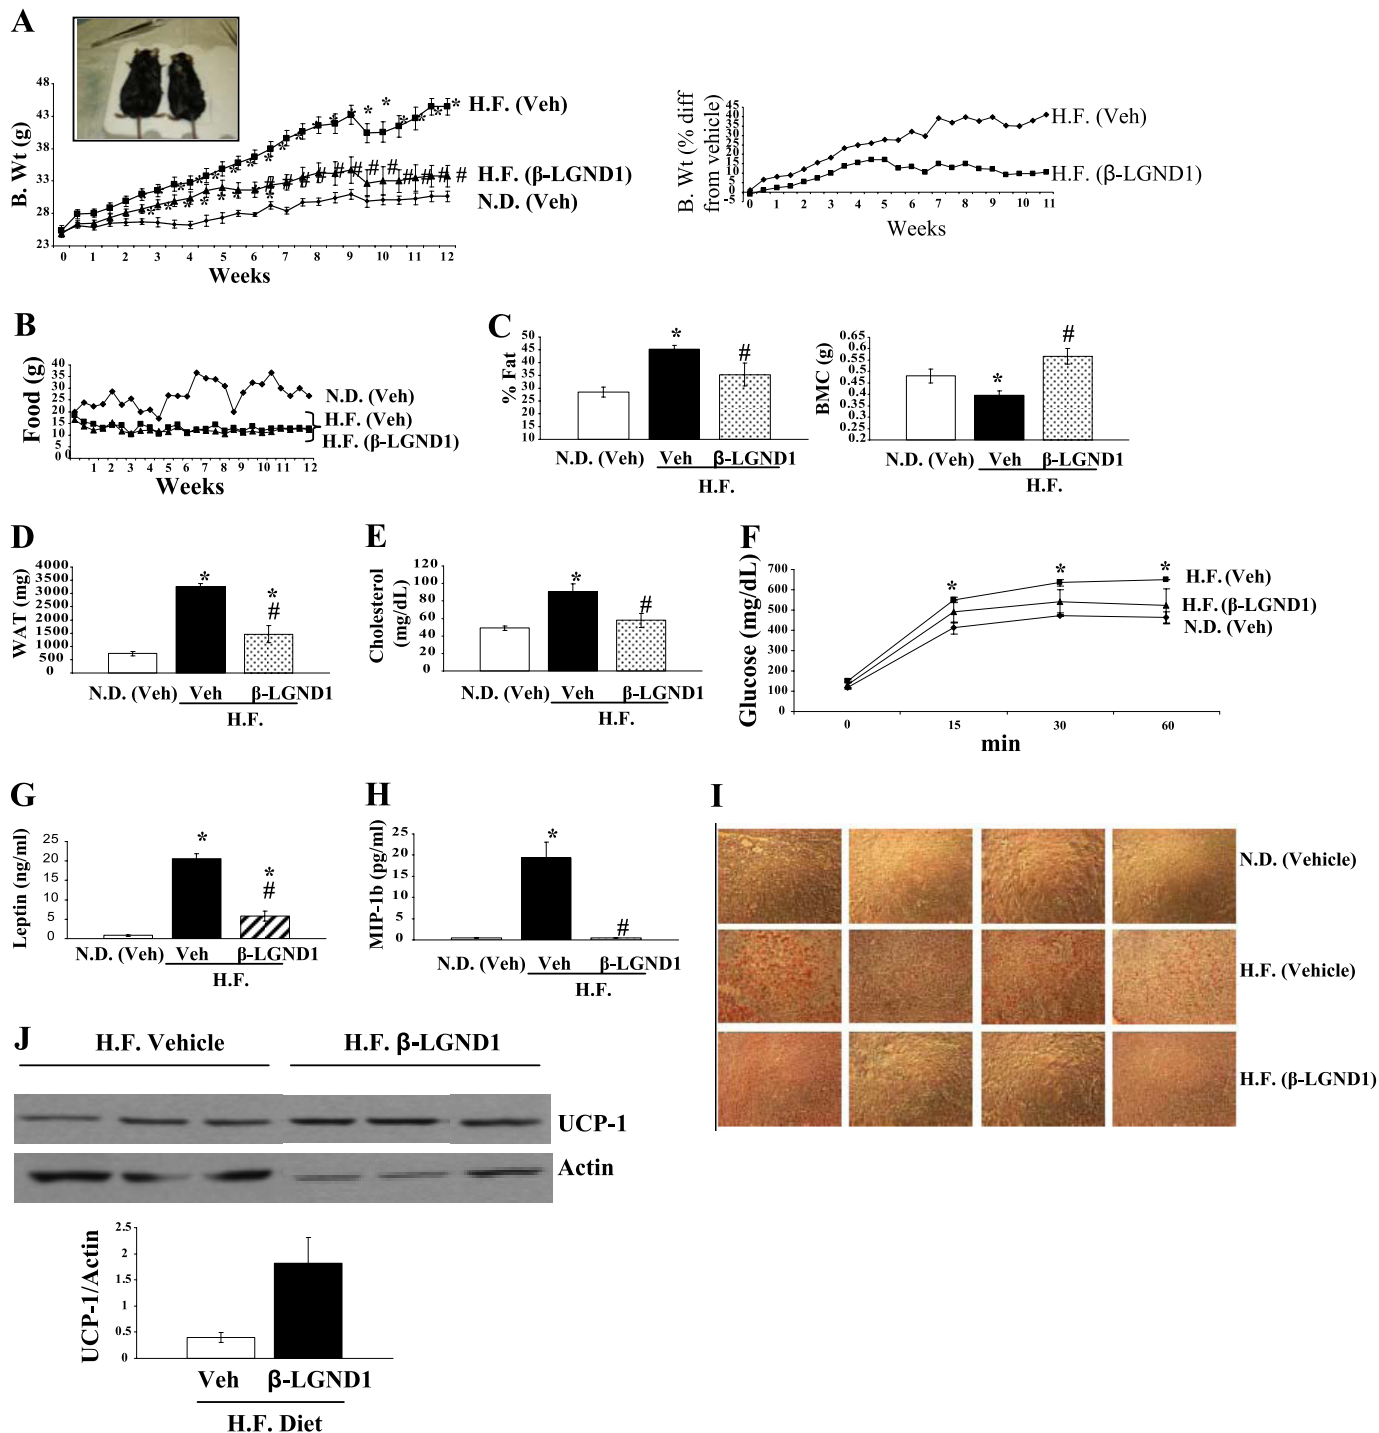 A
B. Wt (g)
48
43
38
33
28
23
0 1 2 3 4 5 6 7 8 9 10 11 12
Weeks
* * * * * * * * * * * * * * * * * * *
# # # # # # # # # # # # #
H.F. (Veh)
H.F. (β-LGND1)
N.D. (Veh)
B. Wt (% diff
from vehicle)
45
40
35
30
25
20
15
10
5
0
-5
0 1 2 3 4 5 6 7 8 9 10 11
Weeks
H.F. (Veh)
H.F. (β-LGND1)
B
Food (g)
40
35
30
25
20
15
10
5
0
0 1 2 3 4 5 6 7 8 9 10 12
Weeks
N.D. (Veh)
H.F. (Veh)
H.F. (β-LGND1)
C
% Fat
50
45
40
35
30
25
20
15
10
*
#
N.D. (Veh) Veh β-LGND1
H.F.
BMC (g)
0.65
0.6
0.55
0.5
0.45
0.4
0.35
0.3
0.25
0.2
*
#
N.D. (Veh) Veh β-LGND1
H.F.
D
WAT (mg)
4000
3500
3000
2500
2000
1500
1000
500
0
*
*
#
N.D. (Veh) Veh β-LGND1
H.F.
E
Cholesterol
(mg/dL)
120
100
80
60
40
20
0
*
#
N.D. (Veh) Veh β-LGND1
H.F.
F
Glucose (mg/dL)
700
600
500
400
300
200
100
0
* * *
0 15 30 60
min
H.F. (Veh)
H.F. (β-LGND1)
N.D. (Veh)
G
Leptin (ng/ml)
25
20
15
10
5
0
*
*
#
N.D. (Veh) Veh β-LGND1
H.F.
H
MIP-1b (pg/ml)
25
20
15
10
5
0
*
#
N.D. (Veh) Veh β-LGND1
H.F.
I
N.D. (Vehicle)
H.F. (Vehicle)
H.F. (β-LGND1)
J
H.F. Vehicle H.F. β-LGND1
UCP-1
Actin
UCP-1/Actin
2.5
2
1.5
1
0.5
0
Veh β-LGND1
H.F. Diet